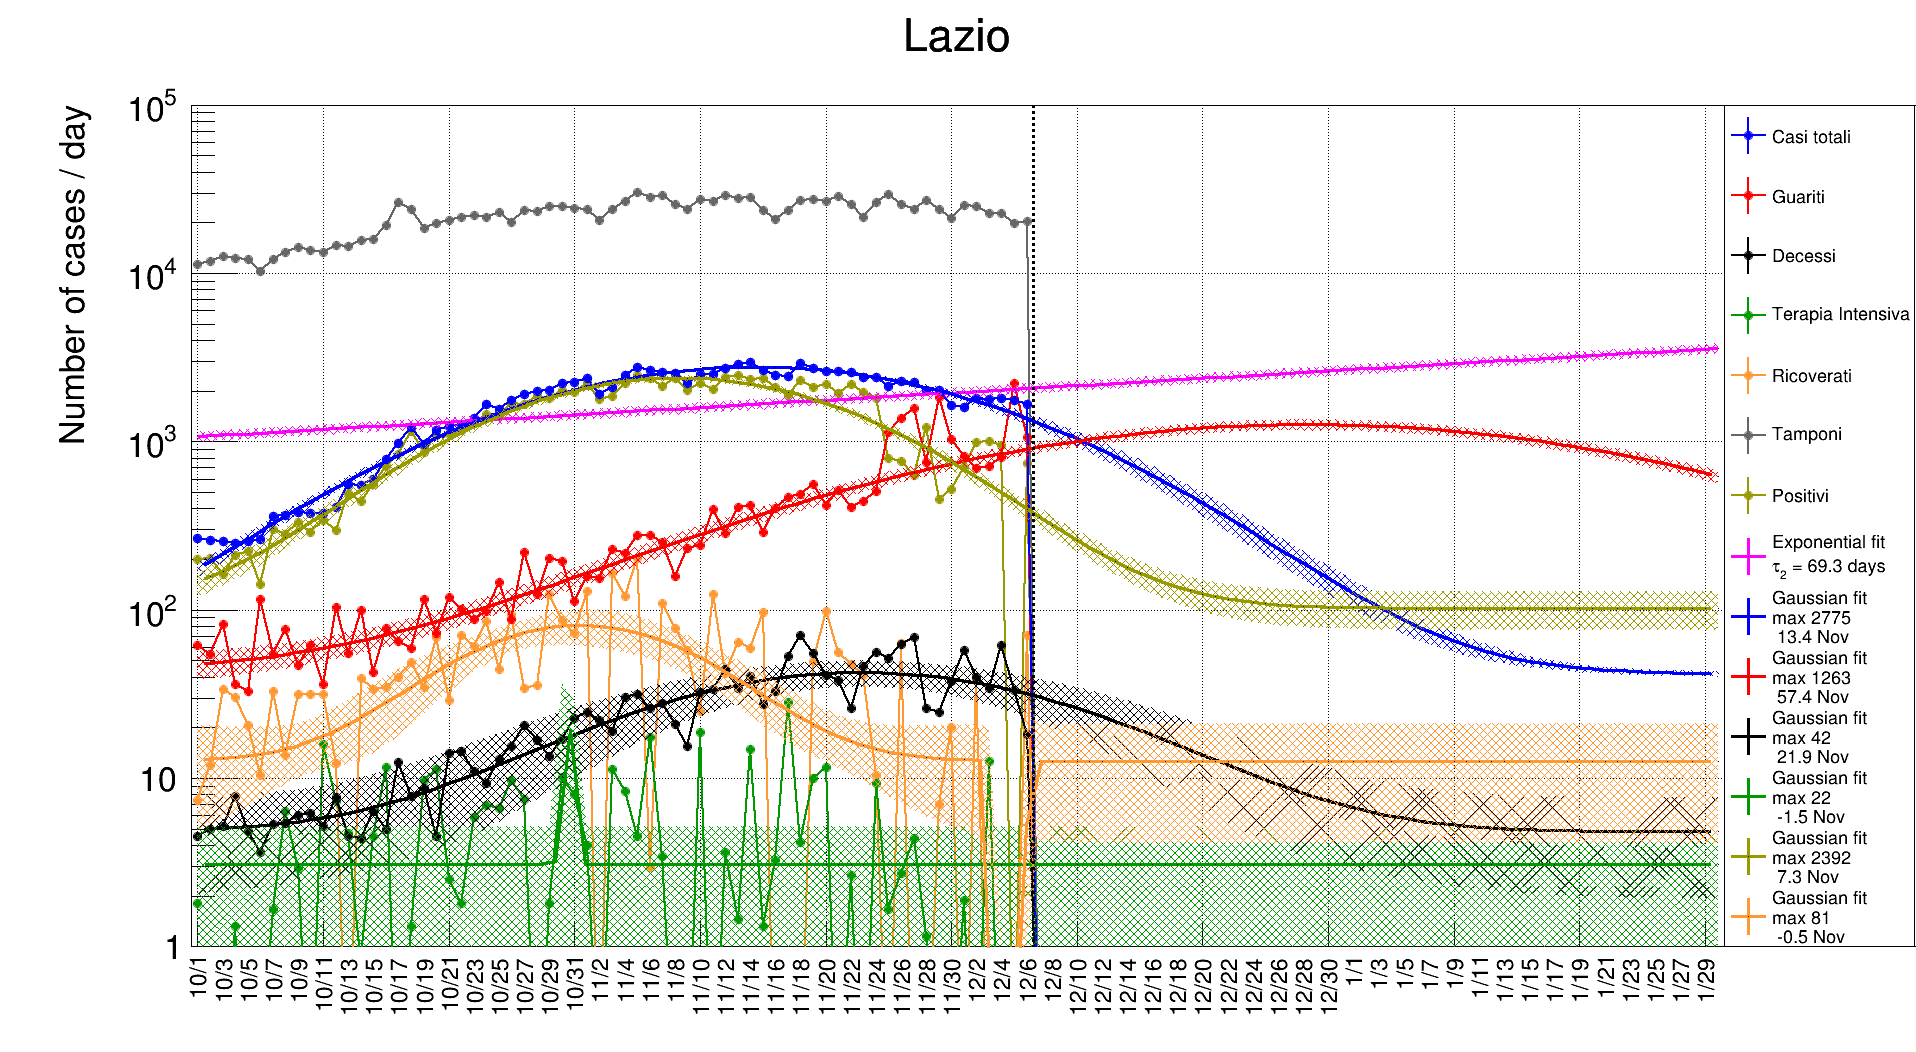 Lazio
Number of cases / day
10^5
10^4
10^3
10^2
10
1
10/1
10/3
10/5
10/7
10/9
10/11
10/13
10/15
10/17
10/19
10/21
10/23
10/25
10/27
10/29
10/31
11/2
11/4
11/6
11/8
11/10
11/12
11/14
11/16
11/18
11/20
11/22
11/24
11/26
11/28
11/30
12/2
12/4
12/6
12/8
12/10
12/12
12/14
12/16
12/18
12/20
12/22
12/24
12/26
12/28
12/30
1/1
1/3
1/5
1/7
1/9
1/11
1/13
1/15
1/17
1/19
1/21
1/23
1/25
1/27
1/29
Casi totali
Guariti
Decessi
Terapia Intensiva
Ricoverati
Tamponi
Positivi
Exponential fit
τ2 = 69.3 days
Gaussian fit
max 2775
13.4 Nov
Gaussian fit
max 1263
57.4 Nov
Gaussian fit
max 42
21.9 Nov
Gaussian fit
max 22
-1.5 Nov
Gaussian fit
max 2392
7.3 Nov
Gaussian fit
max 81
-0.5 Nov